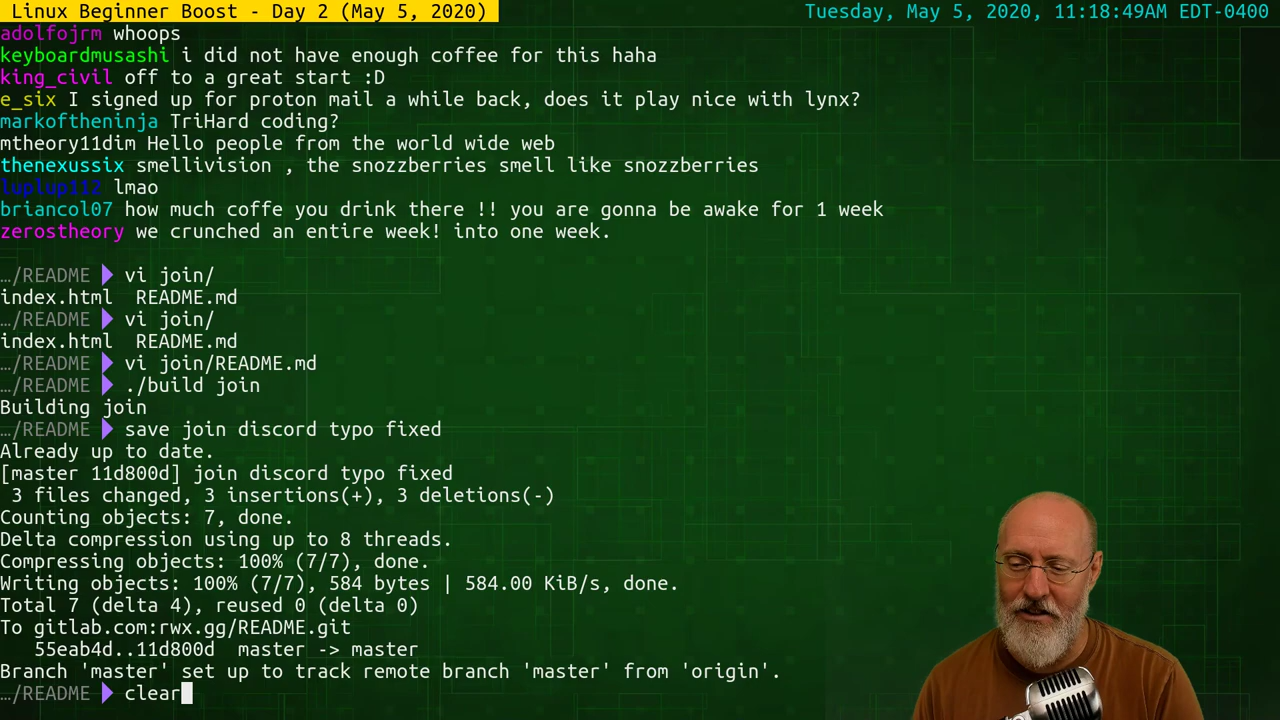 Linux Beginner Boost - Day 2 (May 5, 2020)
Tuesday, May 5, 2020, 11:18:49AM EDT-0400
adolfojrm whoops
keyboardmusashi i did not have enough coffee for this haha
king_civil off to a great start :D
e_six I signed up for proton mail a while back, does it play nice with lynx?
markoftheninja TriHard coding?
mtheory11dim Hello people from the world wide web
thenexussix smellivision , the snozzberries smell like snozzberries
luplup112 lmao
briancol07 how much coffe you drink there !! you are gonna be awake for 1 week
zerostheory we crunched an entire week! into one week.
…/README vi join/
index.html  README.md
…/README vi join/
index.html  README.md
…/README vi join/README.md
…/README ./build join
Building join
…/README save join discord typo fixed
Already up to date.
[master 11d800d] join discord typo fixed
3 files changed, 3 insertions(+), 3 deletions(-)
Counting objects: 7, done.
Delta compression using up to 8 threads.
Compressing objects: 100% (7/7), done.
Writing objects: 100% (7/7), 584 bytes | 584.00 KiB/s, done.
Total 7 (delta 4), reused 0 (delta 0)
To gitlab.com:rwx.gg/README.git
55eab4d..11d800d  master -> master
Branch 'master' set up to track remote branch 'master' from 'origin'.
…/README clear